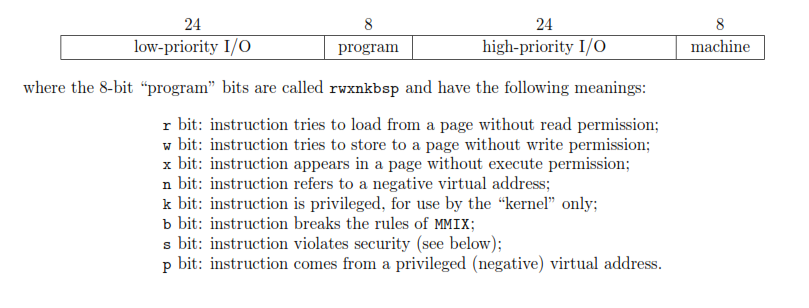 24 8 24 8
low-priority I/O program high-priority I/O machine
where the 8-bit “program” bits are called rwxnkbsp and have the following meanings:
r bit: instruction tries to load from a page without read permission;
w bit: instruction tries to store to a page without write permission;
x bit: instruction appears in a page without execute permission;
n bit: instruction refers to a negative virtual address;
k bit: instruction is privileged, for use by the “kernel” only;
b bit: instruction breaks the rules of MMIX;
s bit: instruction violates security (see below);
p bit: instruction comes from a privileged (negative) virtual address.